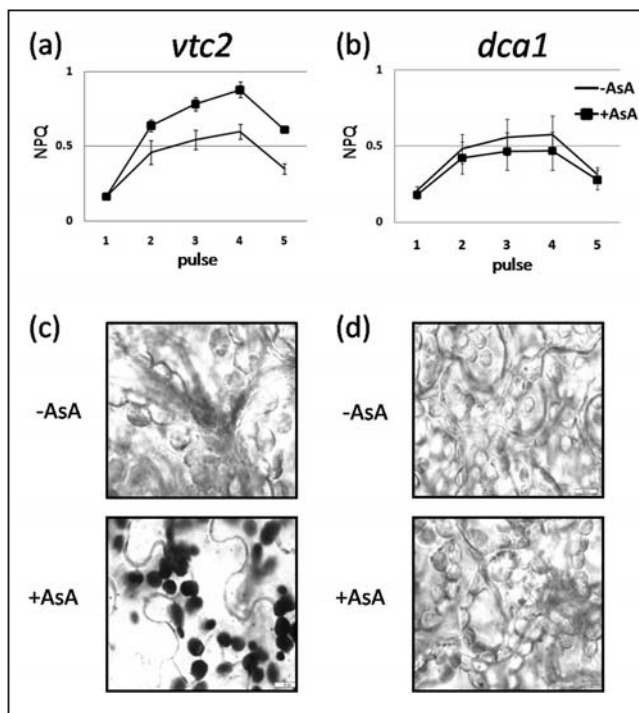 (a) vtc2
(b) dca1
1
0.5
0
NPQ
1 2 3 4 5
pulse
1
0.5
0
NPQ
1 2 3 4 5
pulse
-AsA
+AsA
(c)
-AsA
+AsA
(d)
-AsA
+AsA